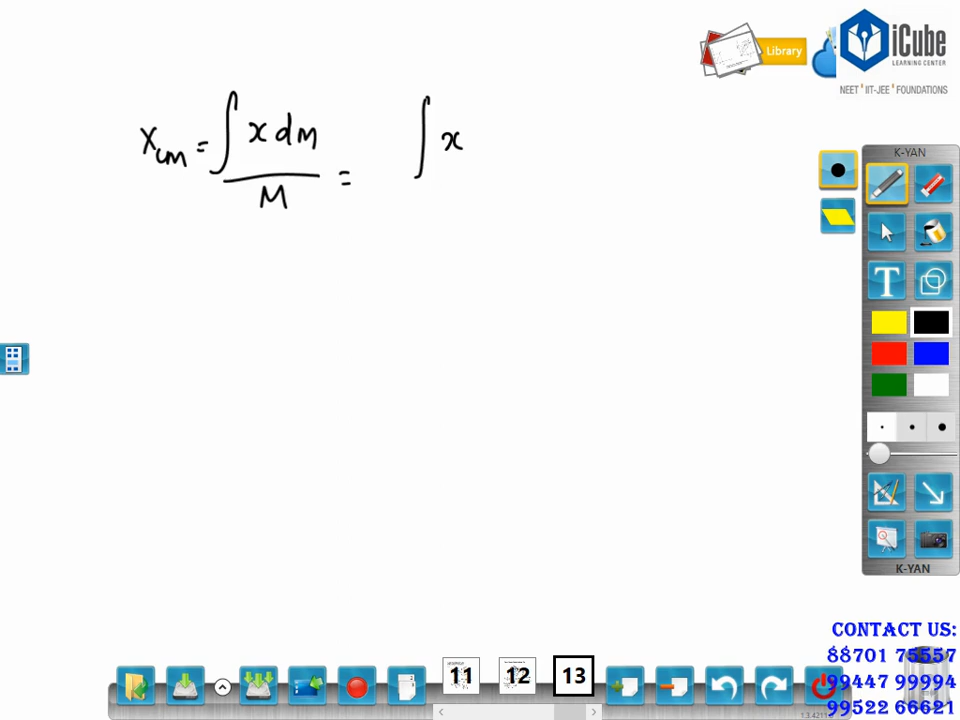 Library
iCube
LEARNING CENTER
NEET ' IIT-JEE ' FOUNDATIONS
x_cm = ∫ x dm / M = ∫ x
K-YAN
T
K-YAN
CONTACT US:
88701 75557
99447 99994
99522 66621
11
12
13